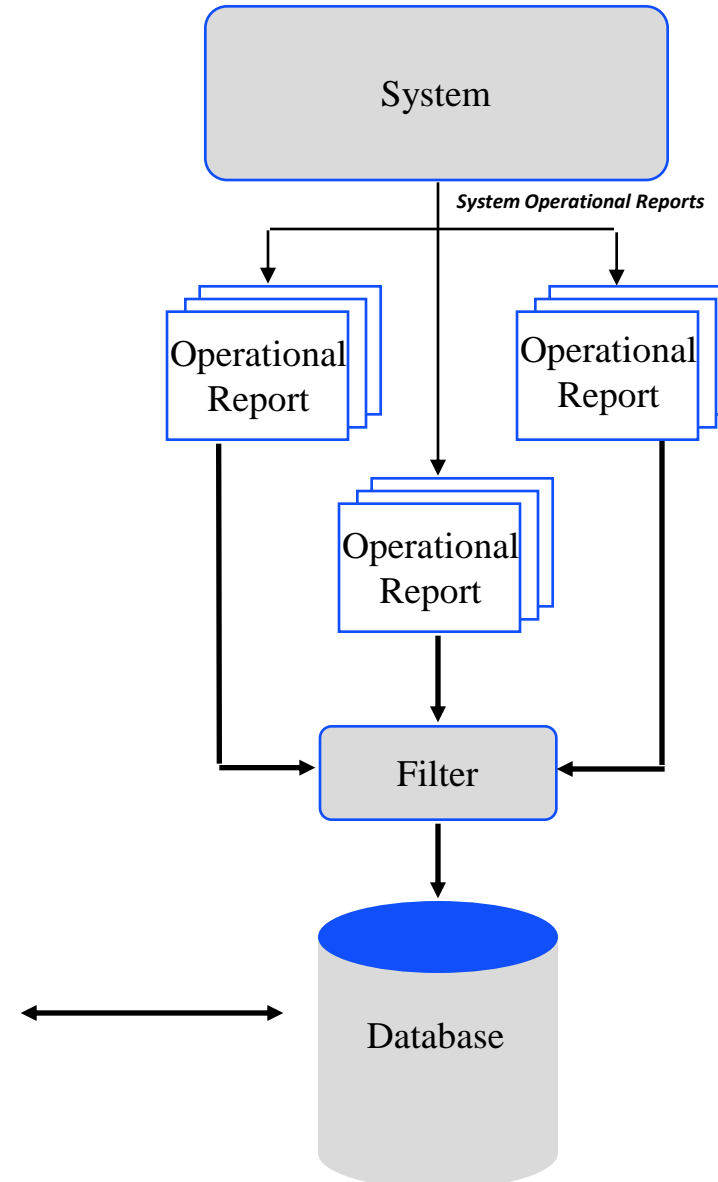 System
System Operational Reports
Operational
Report
Operational
Report
Operational
Report
Filter
Database